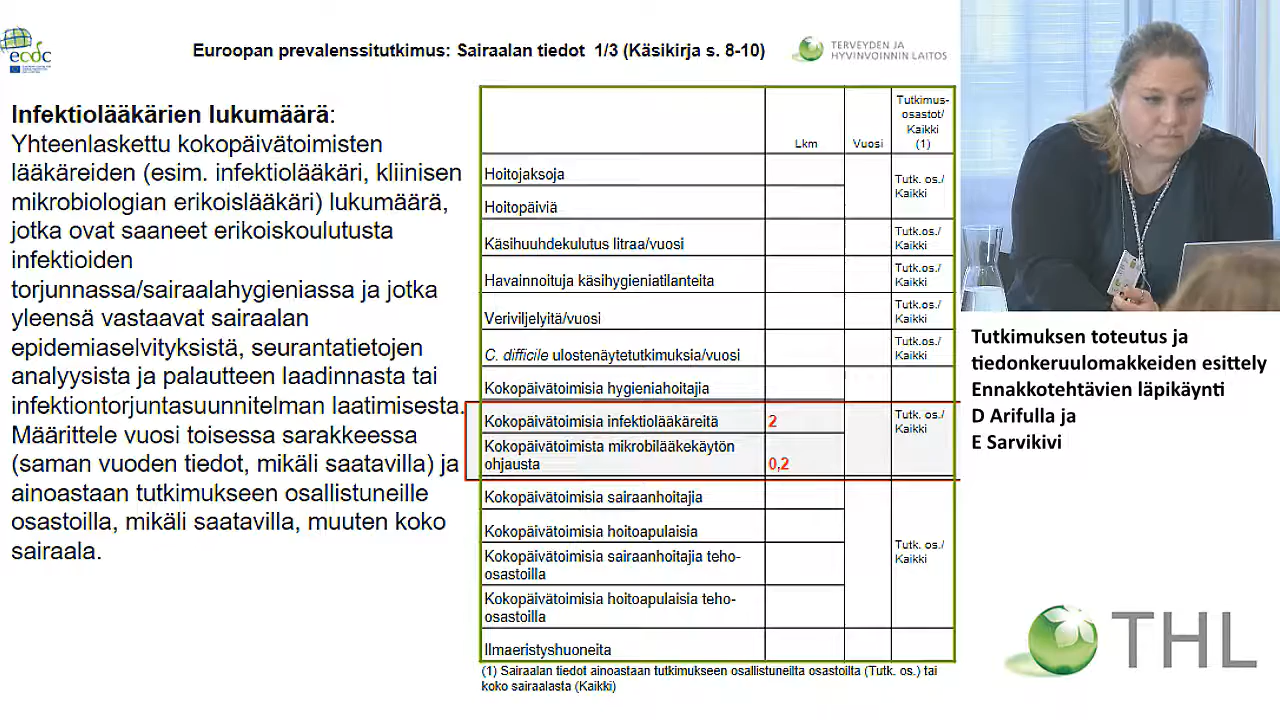 ecdc
Euroopan prevalenssitutkimus: Sairaalan tiedot 1/3 (Käsikirja s. 8-10)
TERVEYDEN JA
HYVINVOINNIN LAITOS
Infektiolääkärien lukumäärä:
Yhteenlaskettu kokopäivätoimisten
lääkäreiden (esim. infektiolääkäri, kliinisen
mikrobiologian erikoislääkäri) lukumäärä,
jotka ovat saaneet erikoiskoulutusta
infektioiden
torjunnassa/sairaalahygieniassa ja jotka
yleensä vastaavat sairaalan
epidemiaselvityksistä, seurantatietojen
analyysista ja palautteen laadinnasta tai
infektiontorjuntasuunnitelman laatimisesta.
Määrittele vuosi toisessa sarakkeessa
(saman vuoden tiedot, mikäli saatavilla) ja
ainoastaan tutkimukseen osallistuneille
osastoilla, mikäli saatavilla, muuten koko
sairaala.
Lkm
Vuosi
Tutkimus-
osastot/
Kaikki
(1)
Hoitojaksoja
Hoitopäiviä
Tutk. os./
Kaikki
Käsihuuhdekulutus litraa/vuosi
Tutk.os./
Kaikki
Havainnoituja käsihygieniatilanteita
Tutk.os./
Kaikki
Veriviljelyitä/vuosi
Tutk.os./
Kaikki
C. difficile ulostenäytetutkimuksia/vuosi
Tutk.os./
Kaikki
Kokopäivätoimisia hygieniahoitajia
Kokopäivätoimisia infektiolääkäreitä 2
Tutk. os./
Kaikki
Kokopäivätoimista mikrobilääkekäytön
ohjausta 0,2
Kokopäivätoimisia sairaanhoitajia
Kokopäivätoimisia hoitoapulaisia
Tutk. os./
Kaikki
Kokopäivätoimisia sairaanhoitajia teho-
osastoilla
Kokopäivätoimisia hoitoapulaisia teho-
osastoilla
Ilmaeristyshuoneita
(1) Sairaalan tiedot ainoastaan tutkimukseen osallistuneilta osastoilta (Tutk. os.) tai
koko sairaalasta (Kaikki)
Tutkimuksen toteutus ja
tiedonkeruulomakkeiden esittely
Ennakkotehtävien läpikäynti
D Arifulla ja
E Sarvikivi
THL